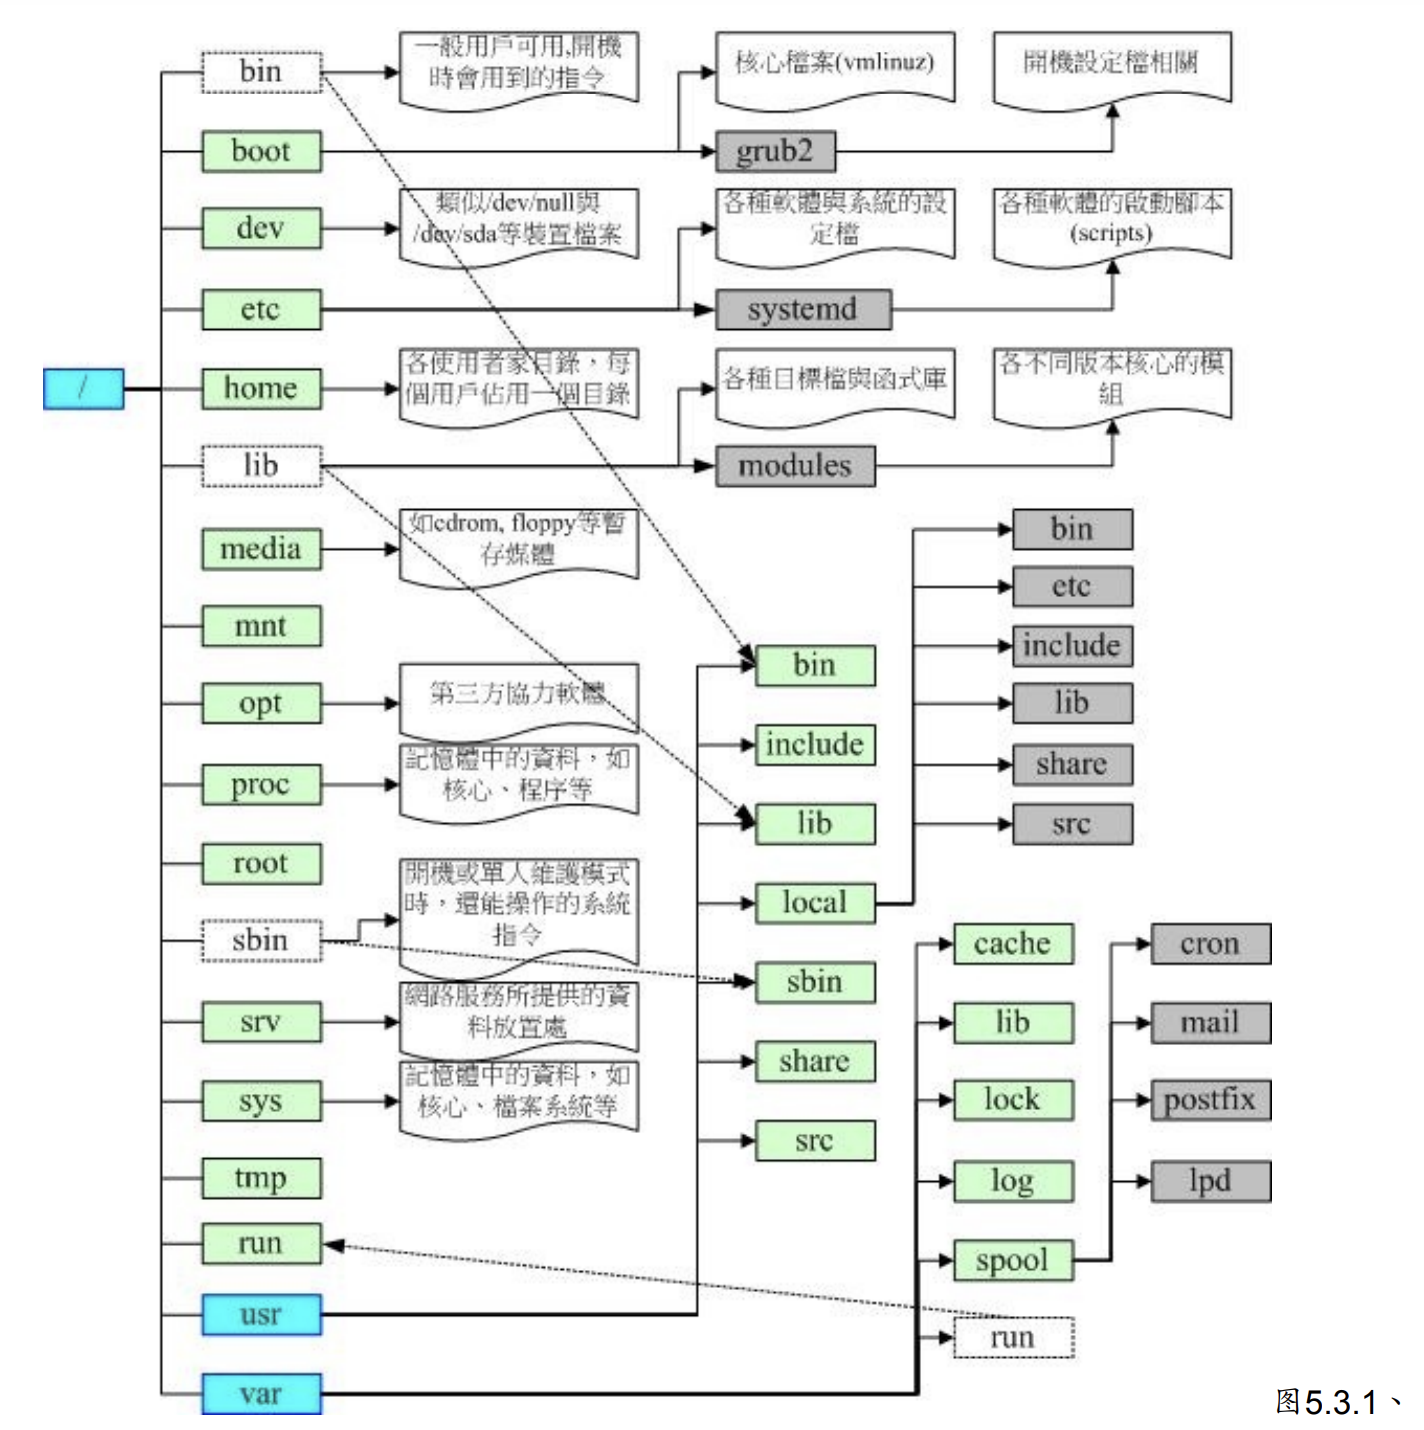 bin
一般用戶可用,開機
時會用到的指令
核心檔案(vmlinuz)
開機設定檔相關
boot
grub2
dev
類似/dev/null與
/dev/sda等裝置檔案
各種軟體與系統的設
定檔
各種軟體的啟動腳本
(scripts)
etc
systemd
/
home
各使用者家目錄，每
個用戶佔用一個目錄
各種目標檔與函式庫
各不同版本核心的模
組
lib
modules
media
如cdrom, floppy等暫
存媒體
mnt
opt
第三方協力軟體
proc
記憶體中的資料，如
核心、程序等
root
sbin
開機或單人維護模式
時，還能操作的系統
指令
srv
網路服務所提供的資
料放置處
sys
記憶體中的資料，如
核心、檔案系統等
tmp
run
usr
var
bin
include
lib
local
sbin
share
src
bin
etc
include
lib
share
src
cache
lib
lock
log
spool
run
cron
mail
postfix
lpd
图5.3.1、